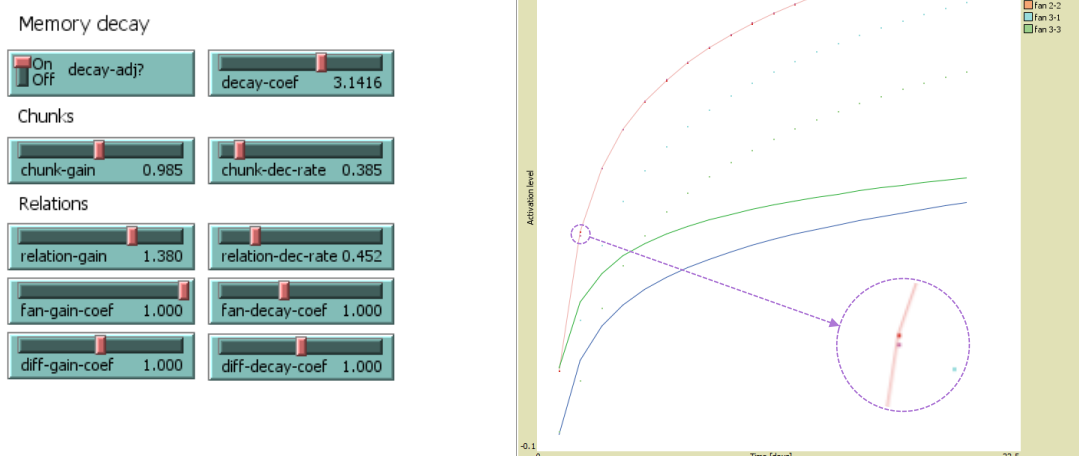 Memory decay
On
Off
decay-adj?
decay-coef 3.1416
Chunks
chunk-gain 0.985
chunk-dec-rate 0.385
Relations
relation-gain 1.380
relation-dec-rate 0.452
fan-gain-coef 1.000
fan-decay-coef 1.000
diff-gain-coef 1.000
diff-decay-coef 1.000
fan 2-2
fan 3-1
fan 3-3
Activation level
-0.1
0
Time [days]